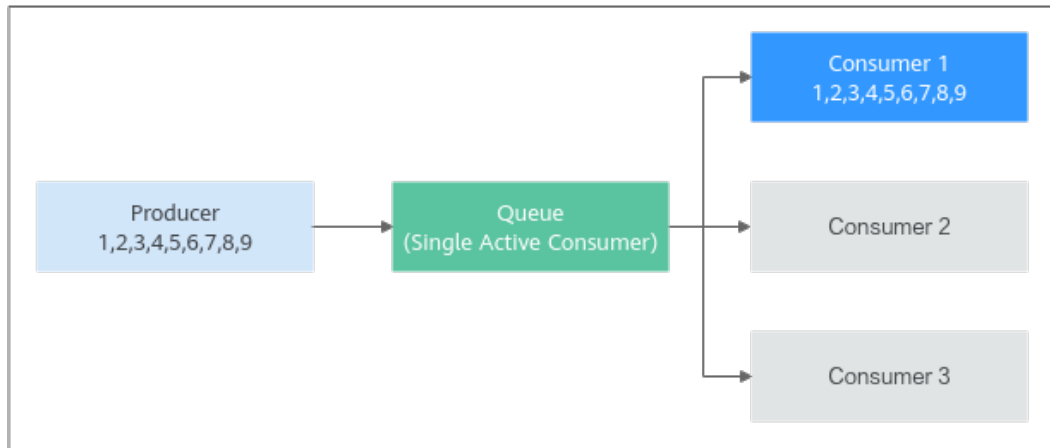 Producer
1,2,3,4,5,6,7,8,9
Queue
(Single Active Consumer)
Consumer 1
1,2,3,4,5,6,7,8,9
Consumer 2
Consumer 3